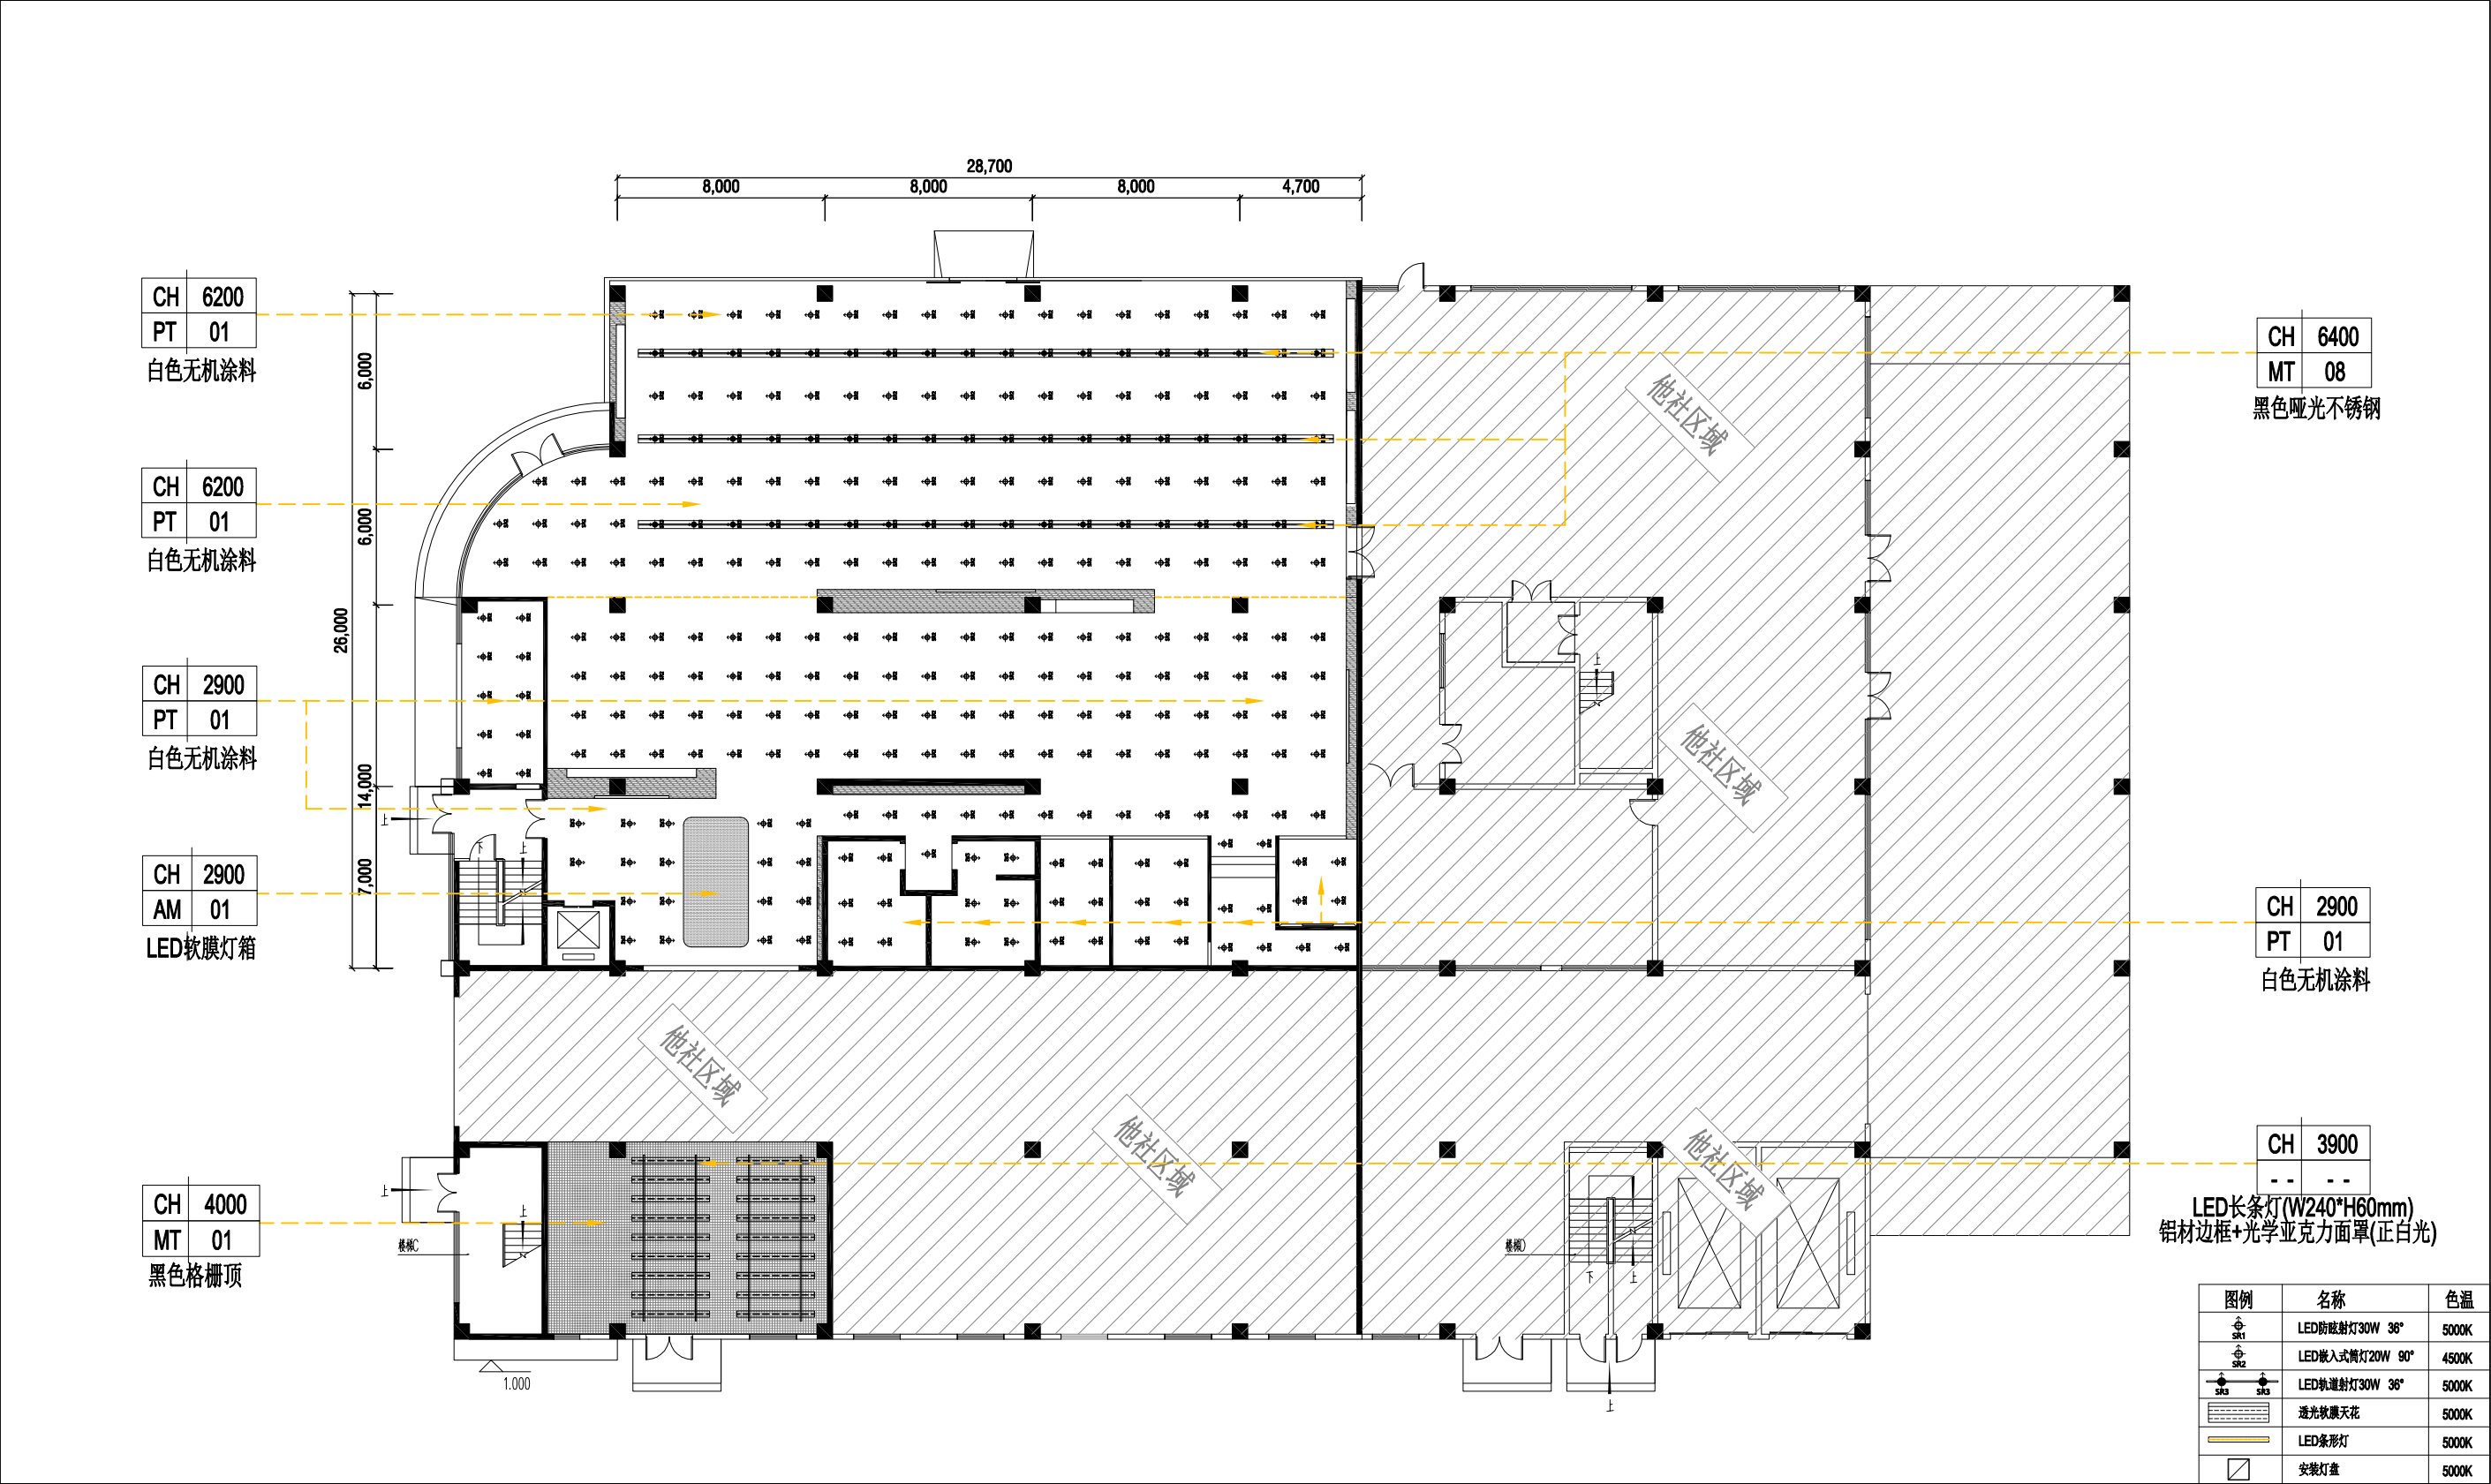 28,700
8,000
8,000
8,000
4,700
CH 6200
PT 01
白色无机涂料
CH 6400
MT 08
黑色哑光不锈钢
6,000
他社区域
CH 6200
PT 01
白色无机涂料
6,000
26,000
CH 2900
PT 01
白色无机涂料
上
他社区域
14,000
上
下
上
CH 2900
AM 01
LED软膜灯箱
7,000
CH 2900
PT 01
白色无机涂料
他社区域
他社区域
他社区域
CH 3900
- - - -
LED长条灯(W240*H60mm)
铝材边框+光学亚克力面罩(正白光)
CH 4000
MT 01
黑色格栅顶
上
上
楼梯C
楼梯D
下
上
上
1.000
图例 名称 色温
SR1 LED防眩射灯30W 36° 5000K
SR2 LED嵌入式筒灯20W 90° 4500K
SR3 SR3 LED轨道射灯30W 36° 5000K
透光软膜天花 5000K
LED条形灯 5000K
安装灯盘 5000K